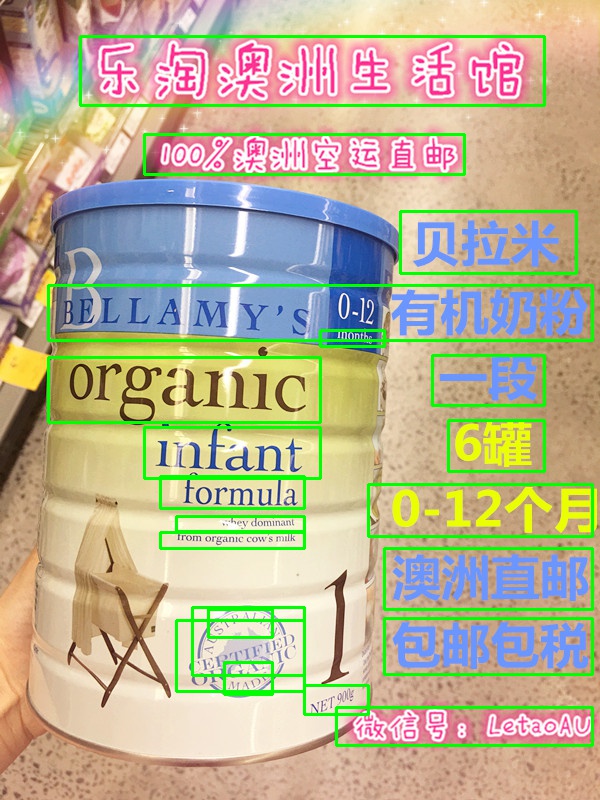 乐淘澳洲生活馆
100%澳洲空运直邮
贝拉米
BELLAMY'S
0-12
months
有机奶粉
organic
一段
infant
6罐
formula
0-12个月
whey dominant
from organic cow's milk
澳洲直邮
AUSTRALIAN
CERTIFIED
ORGANIC
MADE
1
包邮包税
NET 900g
微信号：LetaoAU